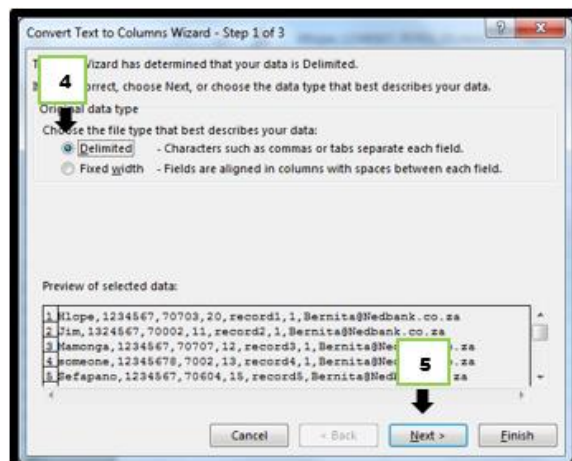 Convert Text to Columns Wizard - Step 1 of 3
T Wizard has determined that your data is Delimited.
4
orrect, choose Next, or choose the data type that best describes your data.
Original data type
Choose the file type that best describes your data:
Delimited - Characters such as commas or tabs separate each field.
Fixed width - Fields are aligned in columns with spaces between each field.
Preview of selected data:
1 Hlope,1234567,70703,20,record1,1,Bernita@Nedbank.co.za
2 Jim,1324567,70002,11,record2,1,Bernita@Nedbank.co.za
3 Mamonga,1234567,70707,12,record3,1,Bernita@Ne .za
4 someone,12345678,7002,13,record4,1,Bernita@Ne .za
5 Sefapano,1234567,70604,15,record5,Bernita@Ned .za
5
Cancel < Back Next > Finish